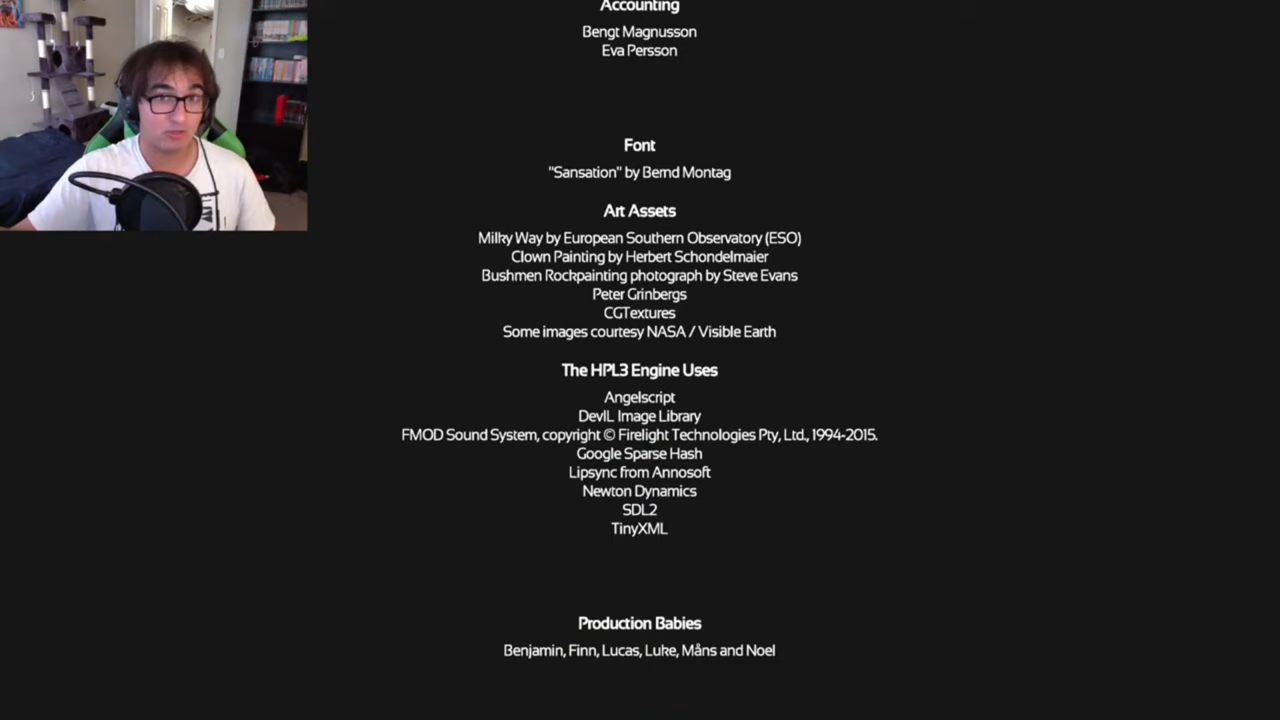 Accounting
Bengt Magnusson
Eva Persson
Font
"Sansation" by Bernd Montag
Art Assets
Milky Way by European Southern Observatory (ESO)
Clown Painting by Herbert Schondelmaier
Bushmen Rockpainting photograph by Steve Evans
Peter Grinbergs
CGTextures
Some images courtesy NASA / Visible Earth
The HPL3 Engine Uses
Angelscript
DevIL Image Library
FMOD Sound System, copyright © Firelight Technologies Pty, Ltd., 1994-2015.
Google Sparse Hash
Lipsync from Annosoft
Newton Dynamics
SDL2
TinyXML
Production Babies
Benjamin, Finn, Lucas, Luke, Måns and Noel